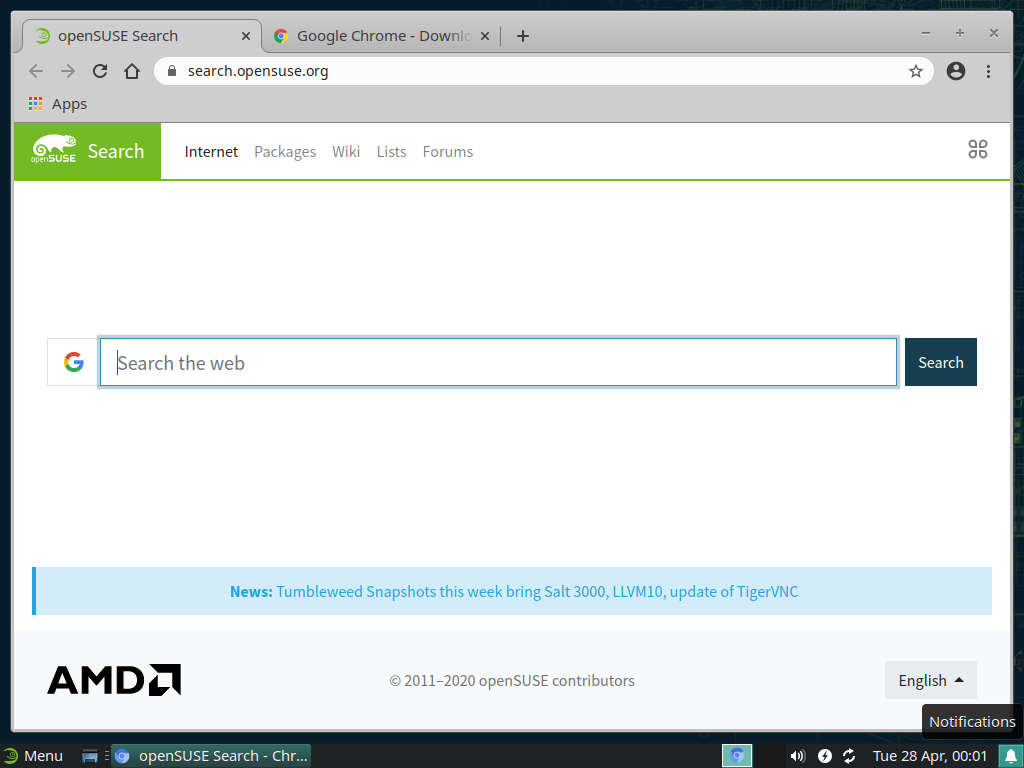 openSUSE Search
Google Chrome - Downlo
search.opensuse.org
Apps
openSUSE Search
Internet Packages Wiki Lists Forums
Search the web
Search
News: Tumbleweed Snapshots this week bring Salt 3000, LLVM10, update of TigerVNC
AMD
© 2011–2020 openSUSE contributors
English
Notifications
Menu
openSUSE Search - Chr...
Tue 28 Apr, 00:01